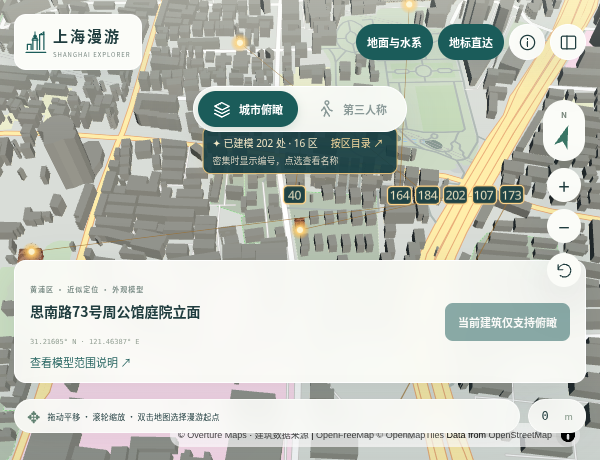 上海漫游
SHANGHAI EXPLORER
地面与水系
地标直达
城市俯瞰
第三人称
N
✦ 已建模 202 处 · 16 区 按区目录 ↗
密集时显示编号，点选查看名称
40
164 184 202 107 173
+
−
黄浦区 · 近似定位 · 外观模型
思南路73号周公馆庭院立面
31.21605° N · 121.46387° E
查看模型范围说明 ↗
当前建筑仅支持俯瞰
拖动平移 · 滚轮缩放 · 双击地图选择漫游起点
0 m
© Overture Maps · 建筑数据来源 | OpenFreeMap © OpenMapTiles Data from OpenStreetMap